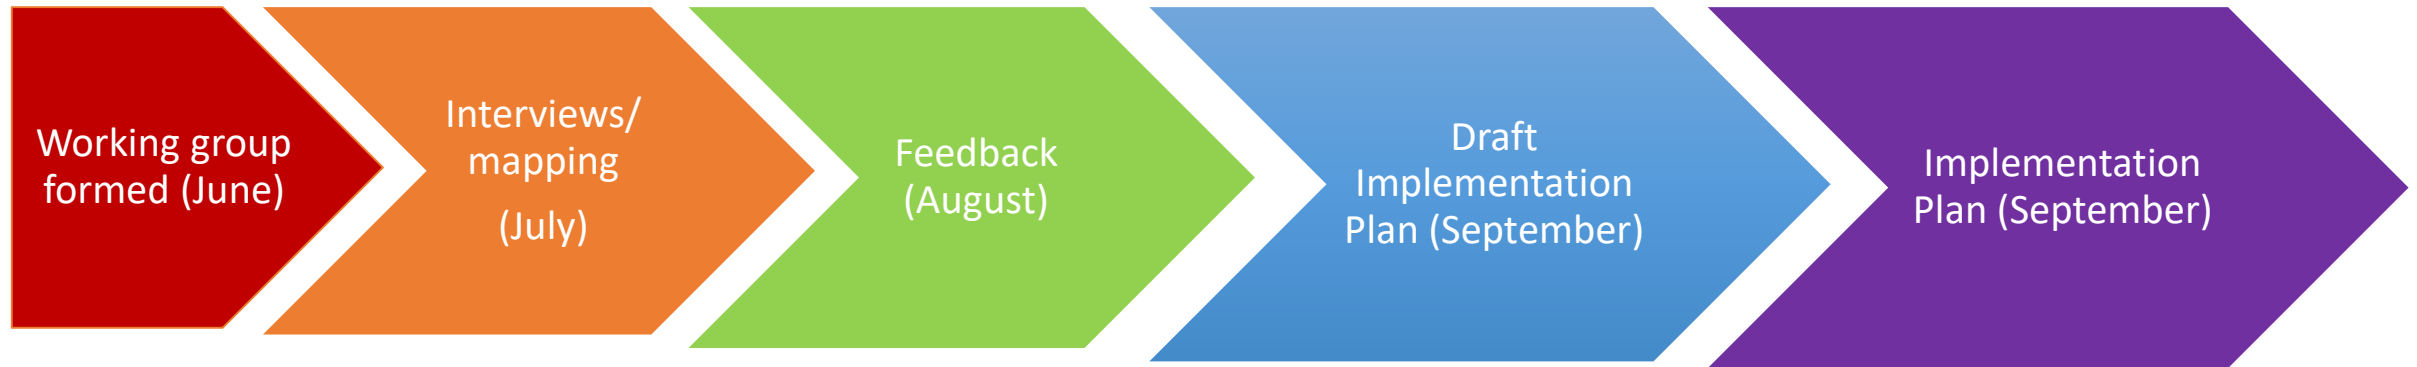 Working group
formed (June)
Interviews/
mapping
(July)
Feedback
(August)
Draft
Implementation
Plan (September)
Implementation
Plan (September)